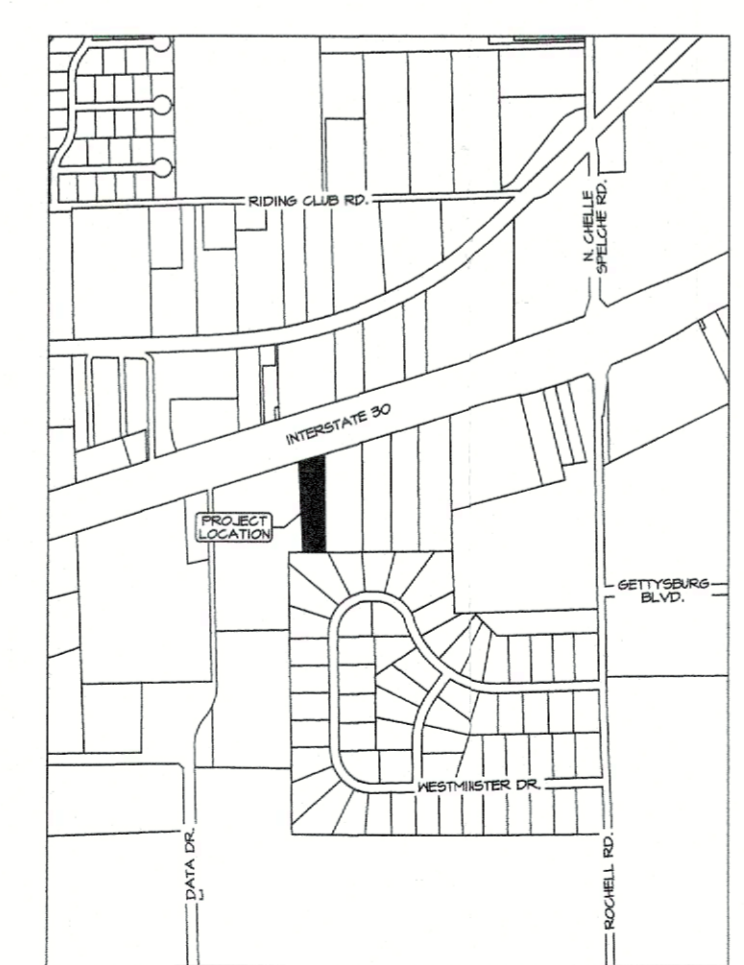 RIDING CLUB RD.
N. CHELLE
SPELCHE RD.
INTERSTATE 30
PROJECT
LOCATION
GETTYSBURG
BLVD.
WESTMINSTER DR.
DATA DR.
ROCHELL RD.